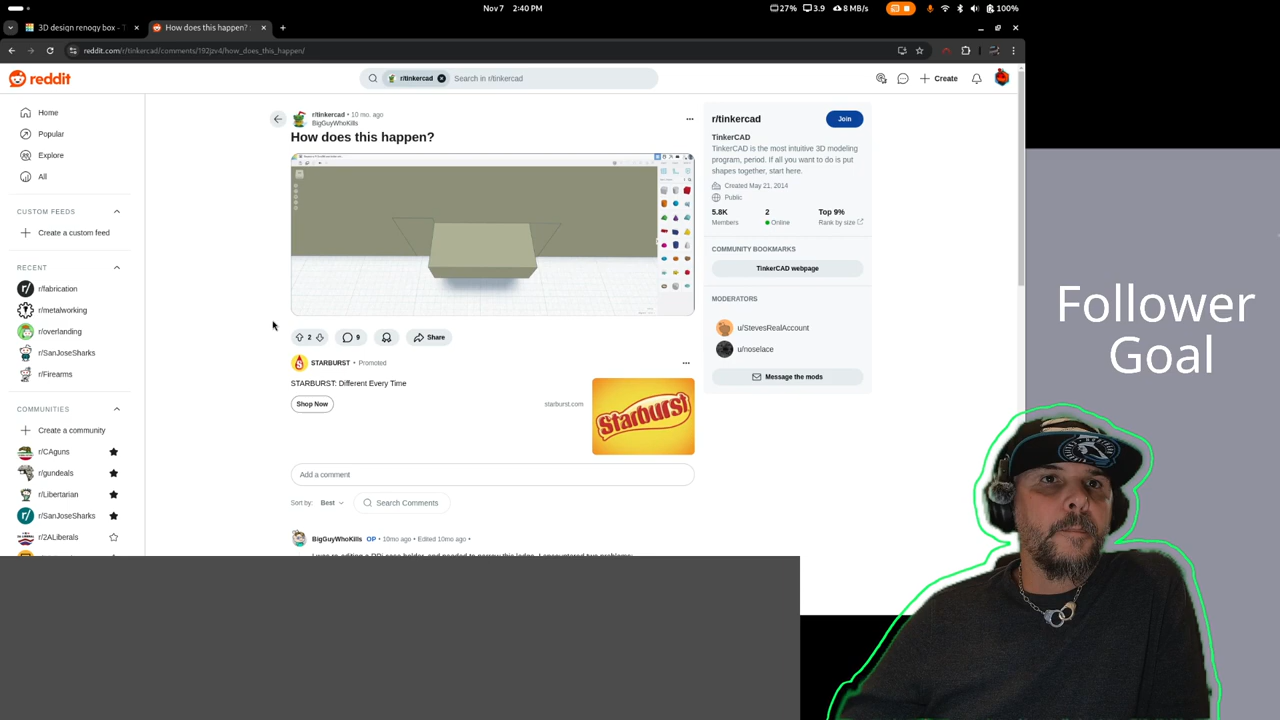 Nov 7 2:40 PM
27% 3.9 8 MB/s 100%
3D design renogy box - T
How does this happen?
reddit.com/r/tinkercad/comments/192jzv4/how_does_this_happen/
reddit
r/tinkercad
Search in r/tinkercad
Create
Home
Popular
Explore
All
CUSTOM FEEDS
Create a custom feed
RECENT
r/fabrication
r/metalworking
r/overlanding
r/SanJoseSharks
r/Firearms
COMMUNITIES
Create a community
r/CAguns
r/gundeals
r/Libertarian
r/SanJoseSharks
r/2ALiberals
r/tinkercad • 10 mo. ago
BigGuyWhoKills
How does this happen?
2
9
Share
STARBURST • Promoted
STARBURST: Different Every Time
Shop Now
starburst.com
Starburst
Add a comment
Sort by: Best
Search Comments
BigGuyWhoKills OP • 10mo ago • Edited 10mo ago •
r/tinkercad
Join
TinkerCAD
TinkerCAD is the most intuitive 3D modeling
program, period. If all you want to do is put
shapes together, start here.
Created May 21, 2014
Public
5.8K 2 Top 9%
Members Online Rank by size
COMMUNITY BOOKMARKS
TinkerCAD webpage
MODERATORS
u/StevesRealAccount
u/noselace
Message the mods
Follower
Goal